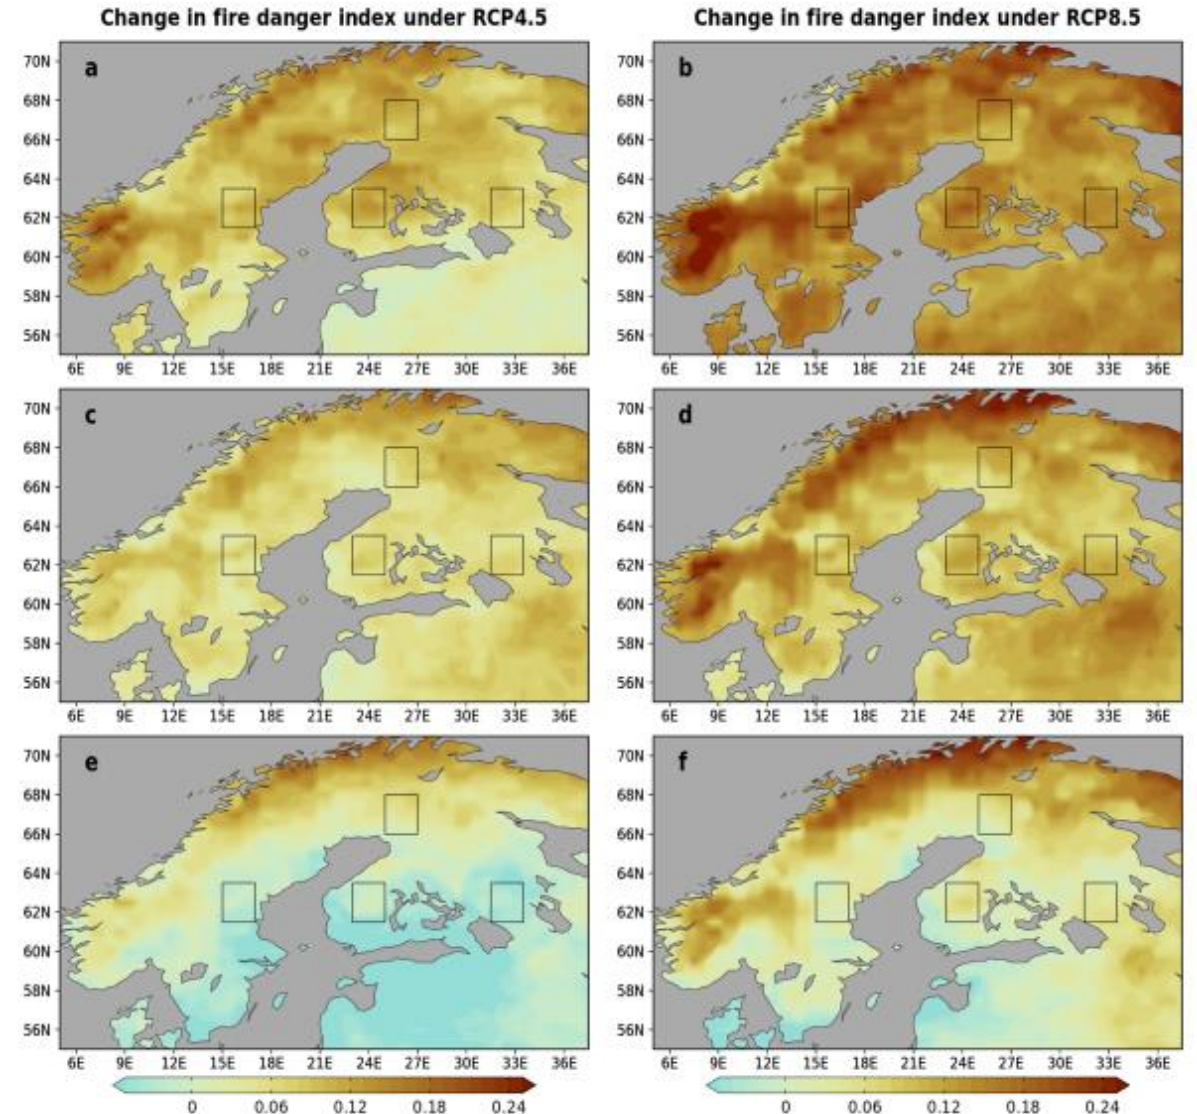 Change in fire danger index under RCP4.5 Change in fire danger index under RCP8.5
70N a 70N b
68N 68N
66N 66N
64N 64N
62N 62N
60N 60N
58N 58N
56N 56N
6E 9E 12E 15E 18E 21E 24E 27E 30E 33E 36E 6E 9E 12E 15E 18E 21E 24E 27E 30E 33E 36E
70N c 70N d
68N 68N
66N 66N
64N 64N
62N 62N
60N 60N
58N 58N
56N 56N
6E 9E 12E 15E 18E 21E 24E 27E 30E 33E 36E 6E 9E 12E 15E 18E 21E 24E 27E 30E 33E 36E
70N e 70N f
68N 68N
66N 66N
64N 64N
62N 62N
60N 60N
58N 58N
56N 56N
6E 9E 12E 15E 18E 21E 24E 27E 30E 33E 36E 6E 9E 12E 15E 18E 21E 24E 27E 30E 33E 36E
0 0.06 0.12 0.18 0.24 0 0.06 0.12 0.18 0.24